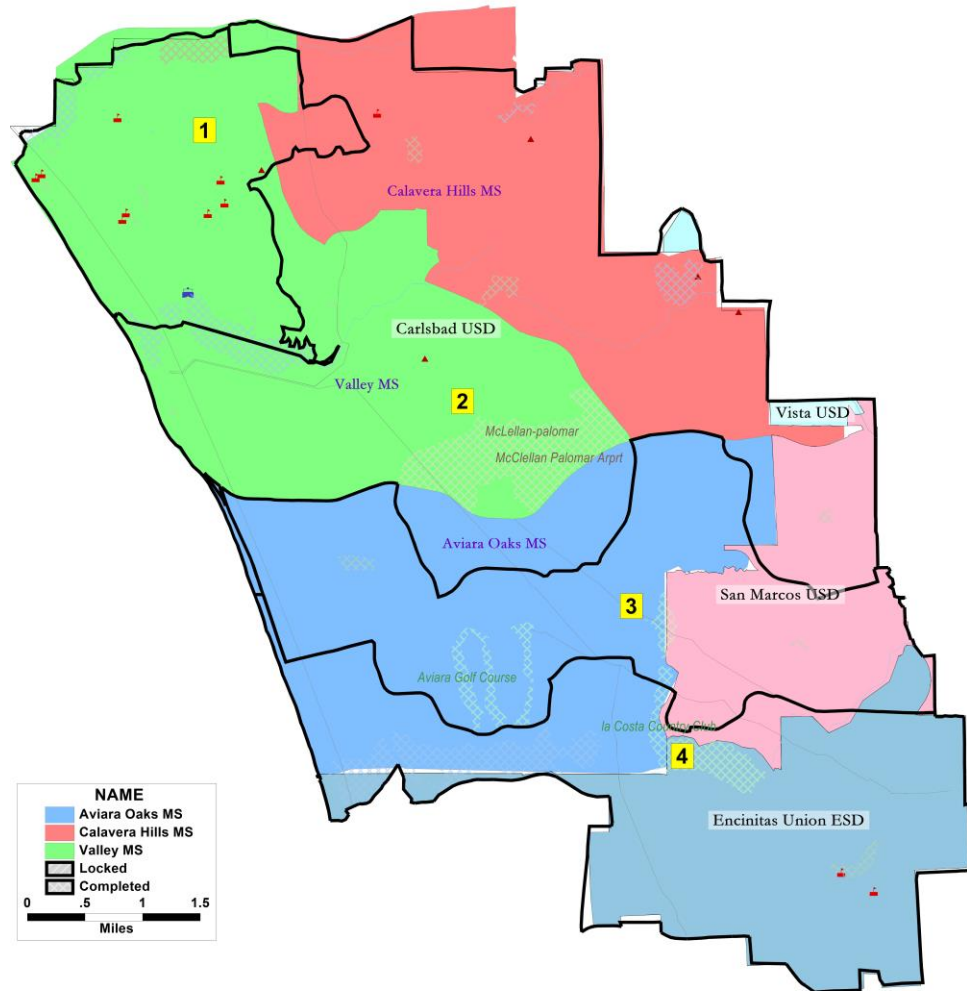 1
Calavera Hills MS
Carlsbad USD
Valley MS
2
Vista USD
McLellan-palomar
McClellan Palomar Arprt
Aviara Oaks MS
3
San Marcos USD
Aviara Golf Course
la Costa Country Club
4
Encinitas Union ESD
NAME
Aviara Oaks MS
Calavera Hills MS
Valley MS
Locked
Completed
0 .5 1 1.5
Miles